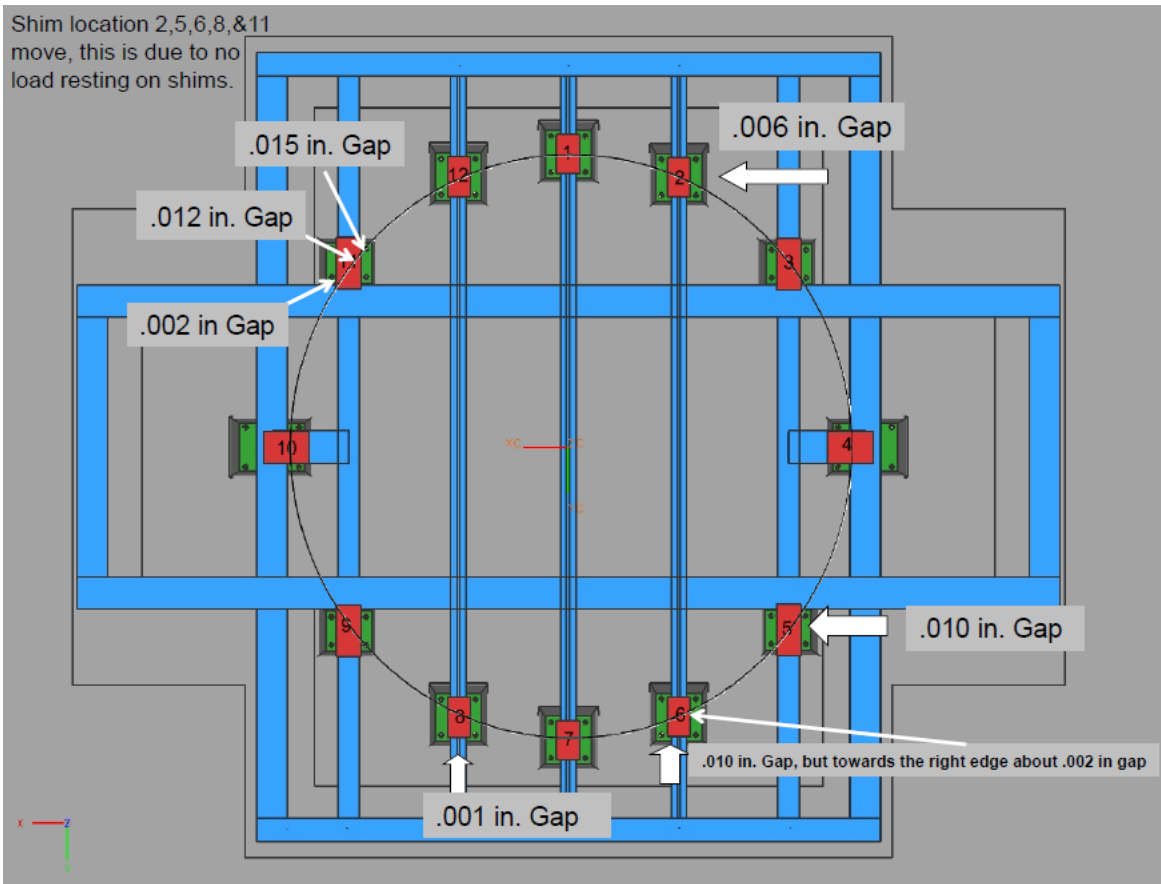 Shim location 2,5,6,8,&11
move, this is due to no
load resting on shims.
.006 in. Gap
.015 in. Gap
1
12
2
.012 in. Gap
3
.002 in Gap
XC
10
4
9
5
.010 in. Gap
8
6
7
.010 in. Gap, but towards the right edge about .002 in gap
.001 in. Gap
X
Z
Y